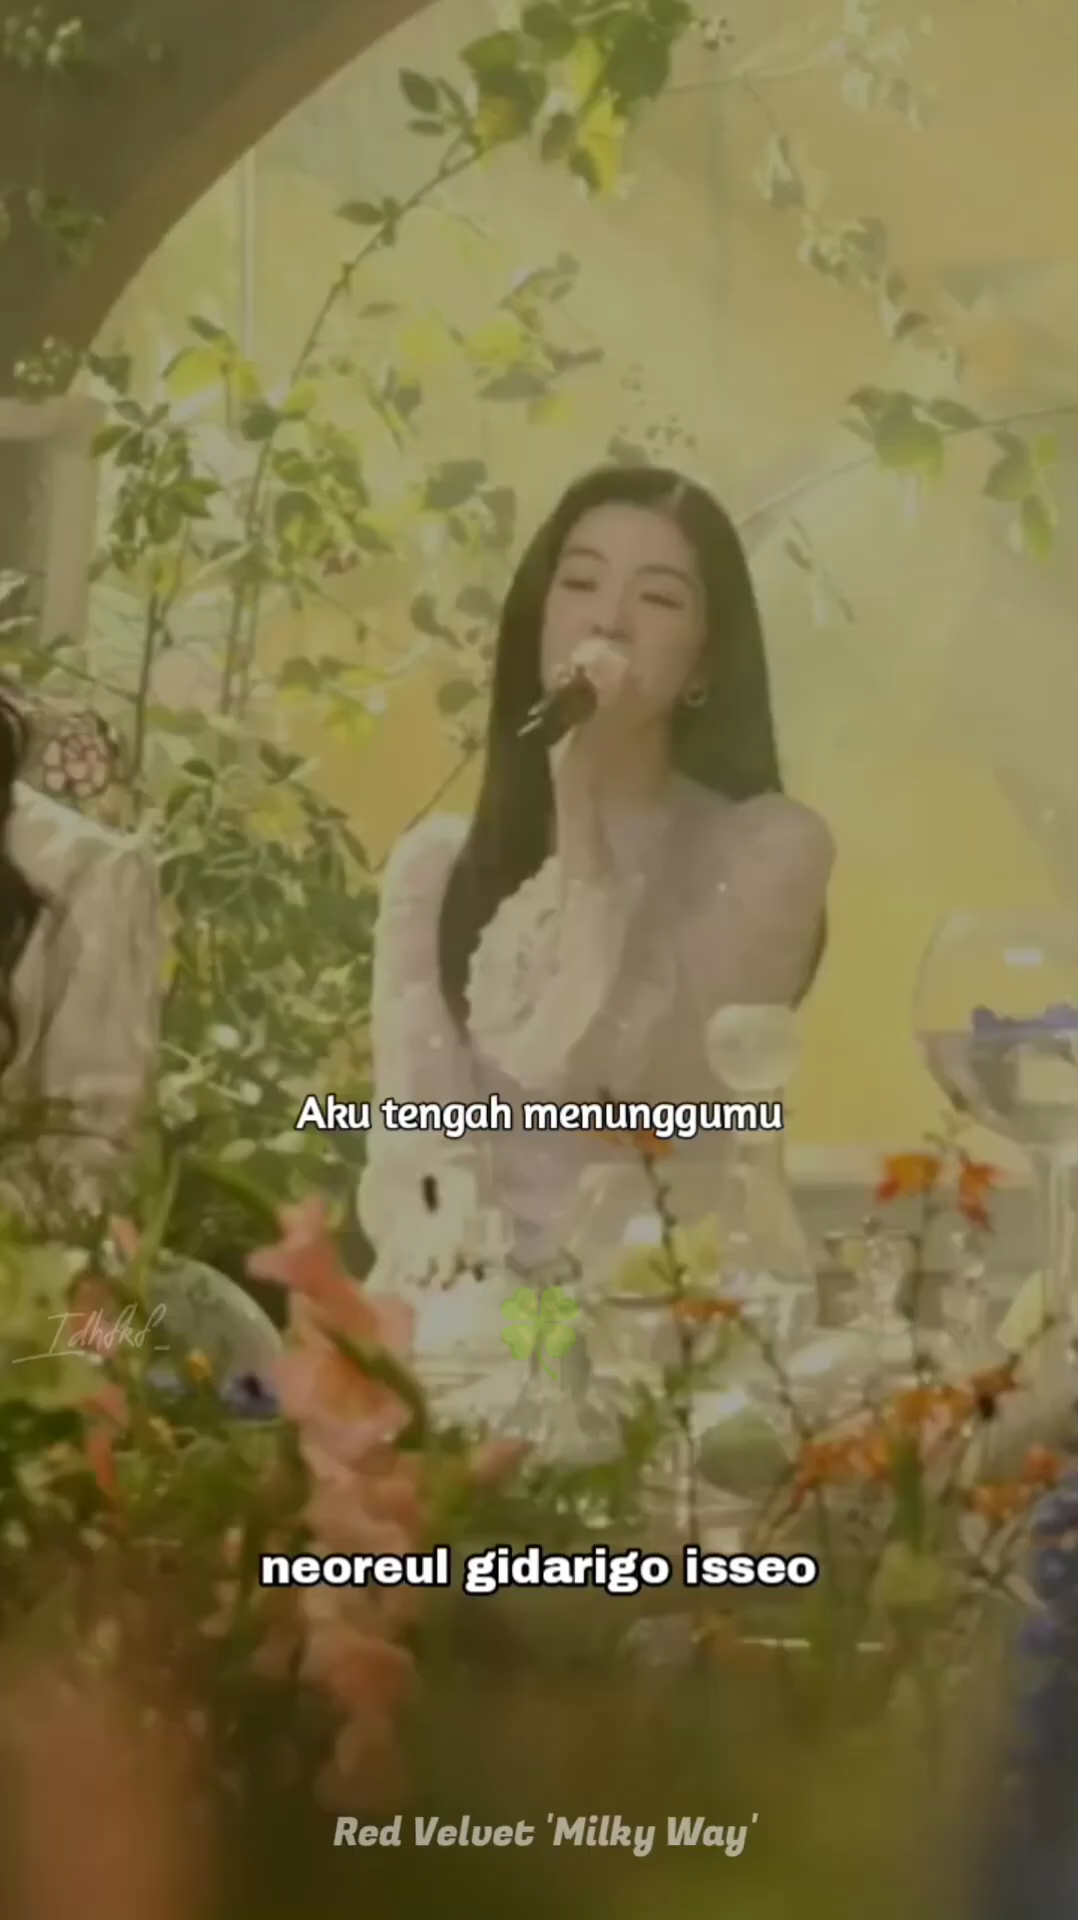 Aku tengah menunggumu
neoreul gidarigo isseo
Red Velvet 'Milky Way'